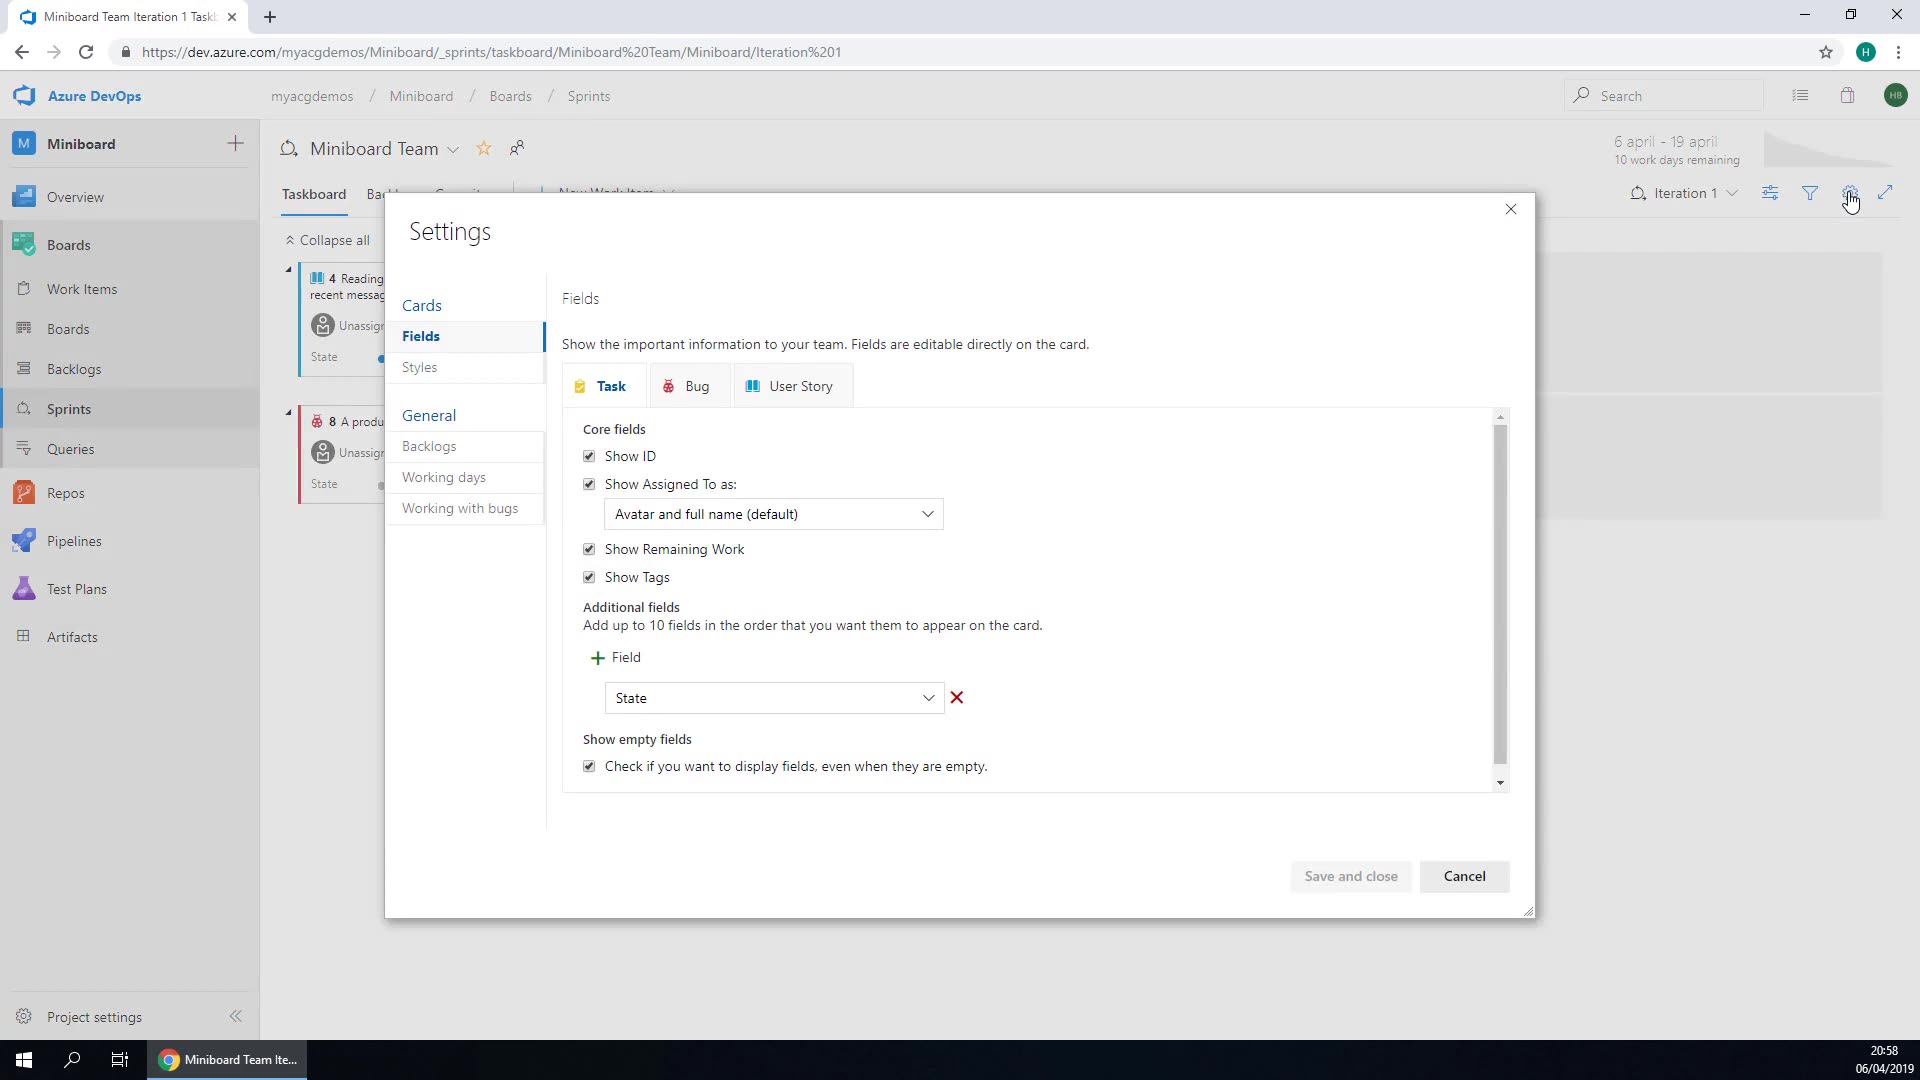 Miniboard Team Iteration 1 Taskb
https://dev.azure.com/myacgdemos/Miniboard/_sprints/taskboard/Miniboard%20Team/Miniboard/Iteration%201
H
Azure DevOps
myacgdemos / Miniboard / Boards / Sprints
Search
HB
M Miniboard
Overview
Boards
Work Items
Boards
Backlogs
Sprints
Queries
Repos
Pipelines
Test Plans
Artifacts
Project settings
Miniboard Team
6 april - 19 april
10 work days remaining
Taskboard
New Work Item
Iteration 1
Collapse all
4 Reading
recent messag
Unassign
State
8 A produ
Unassign
State
Settings
Cards
Fields
Styles
General
Backlogs
Working days
Working with bugs
Fields
Show the important information to your team. Fields are editable directly on the card.
Task
Bug
User Story
Core fields
Show ID
Show Assigned To as:
Avatar and full name (default)
Show Remaining Work
Show Tags
Additional fields
Add up to 10 fields in the order that you want them to appear on the card.
Field
State
Show empty fields
Check if you want to display fields, even when they are empty.
Save and close
Cancel
Miniboard Team Ite...
20:58
06/04/2019